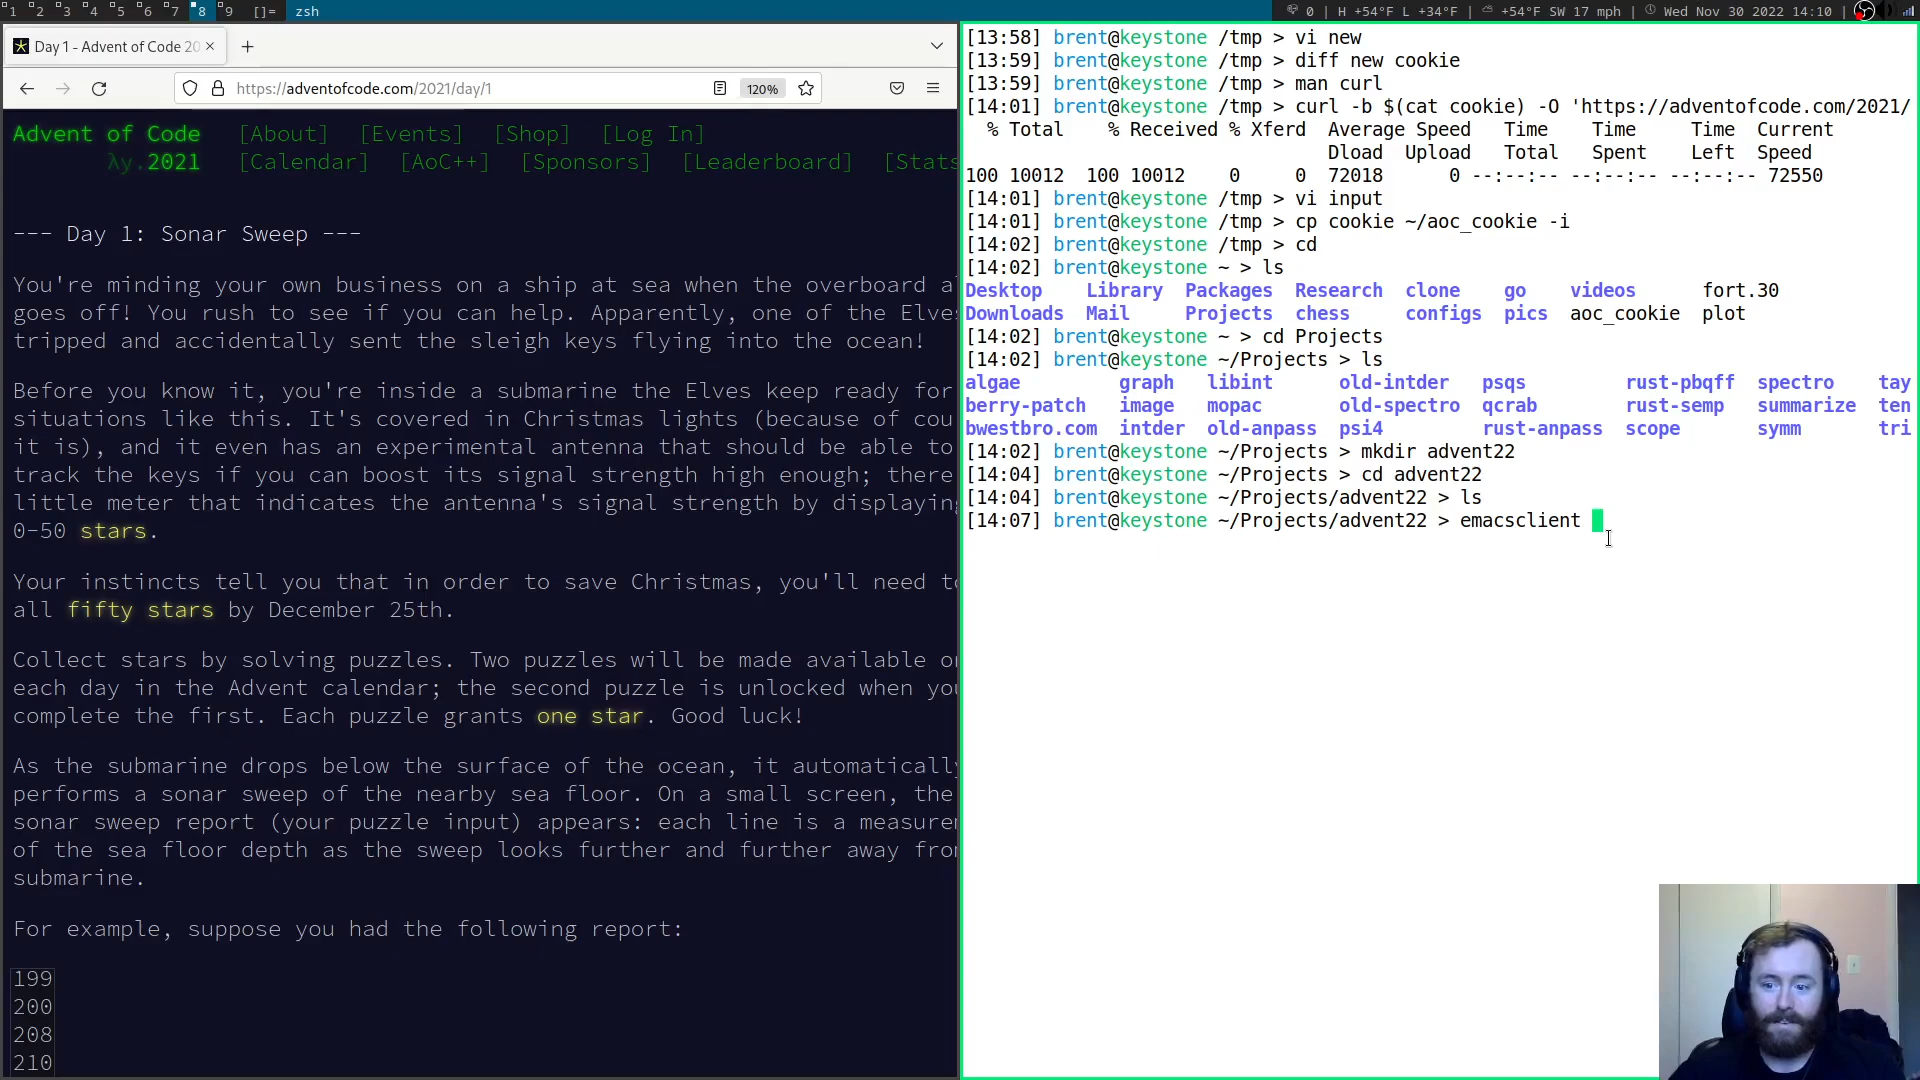 1 2 3 4 5 6 7 8 9 []= zsh
0 | H +54°F L +34°F | +54°F SW 17 mph | Wed Nov 30 2022 14:10 |
Day 1 - Advent of Code 20
https://adventofcode.com/2021/day/1
120%
Advent of Code [About] [Events] [Shop] [Log In]
λy.2021 [Calendar] [AoC++] [Sponsors] [Leaderboard] [Stats
--- Day 1: Sonar Sweep ---
You're minding your own business on a ship at sea when the overboard a
goes off! You rush to see if you can help. Apparently, one of the Elves
tripped and accidentally sent the sleigh keys flying into the ocean!
Before you know it, you're inside a submarine the Elves keep ready for
situations like this. It's covered in Christmas lights (because of cou
it is), and it even has an experimental antenna that should be able to
track the keys if you can boost its signal strength high enough; there
little meter that indicates the antenna's signal strength by displaying
0-50 stars.
Your instincts tell you that in order to save Christmas, you'll need to
all fifty stars by December 25th.
Collect stars by solving puzzles. Two puzzles will be made available on
each day in the Advent calendar; the second puzzle is unlocked when you
complete the first. Each puzzle grants one star. Good luck!
As the submarine drops below the surface of the ocean, it automatically
performs a sonar sweep of the nearby sea floor. On a small screen, the
sonar sweep report (your puzzle input) appears: each line is a measurem
of the sea floor depth as the sweep looks further and further away from
submarine.
For example, suppose you had the following report:
199
200
208
210
[13:58] brent@keystone /tmp > vi new
[13:59] brent@keystone /tmp > diff new cookie
[13:59] brent@keystone /tmp > man curl
[14:01] brent@keystone /tmp > curl -b $(cat cookie) -O 'https://adventofcode.com/2021/
% Total % Received % Xferd Average Speed Time Time Time Current
Dload Upload Total Spent Left Speed
100 10012 100 10012 0 0 72018 0 --:--:-- --:--:-- --:--:-- 72550
[14:01] brent@keystone /tmp > vi input
[14:01] brent@keystone /tmp > cp cookie ~/aoc_cookie -i
[14:02] brent@keystone /tmp > cd
[14:02] brent@keystone ~ > ls
Desktop Library Packages Research clone go videos fort.30
Downloads Mail Projects chess configs pics aoc_cookie plot
[14:02] brent@keystone ~ > cd Projects
[14:02] brent@keystone ~/Projects > ls
algae graph libint old-intder psqs rust-pbqff spectro tay
berry-patch image mopac old-spectro qcrab rust-semp summarize ten
bwestbro.com intder old-anpass psi4 rust-anpass scope symm tri
[14:02] brent@keystone ~/Projects > mkdir advent22
[14:04] brent@keystone ~/Projects > cd advent22
[14:04] brent@keystone ~/Projects/advent22 > ls
[14:07] brent@keystone ~/Projects/advent22 > emacsclient